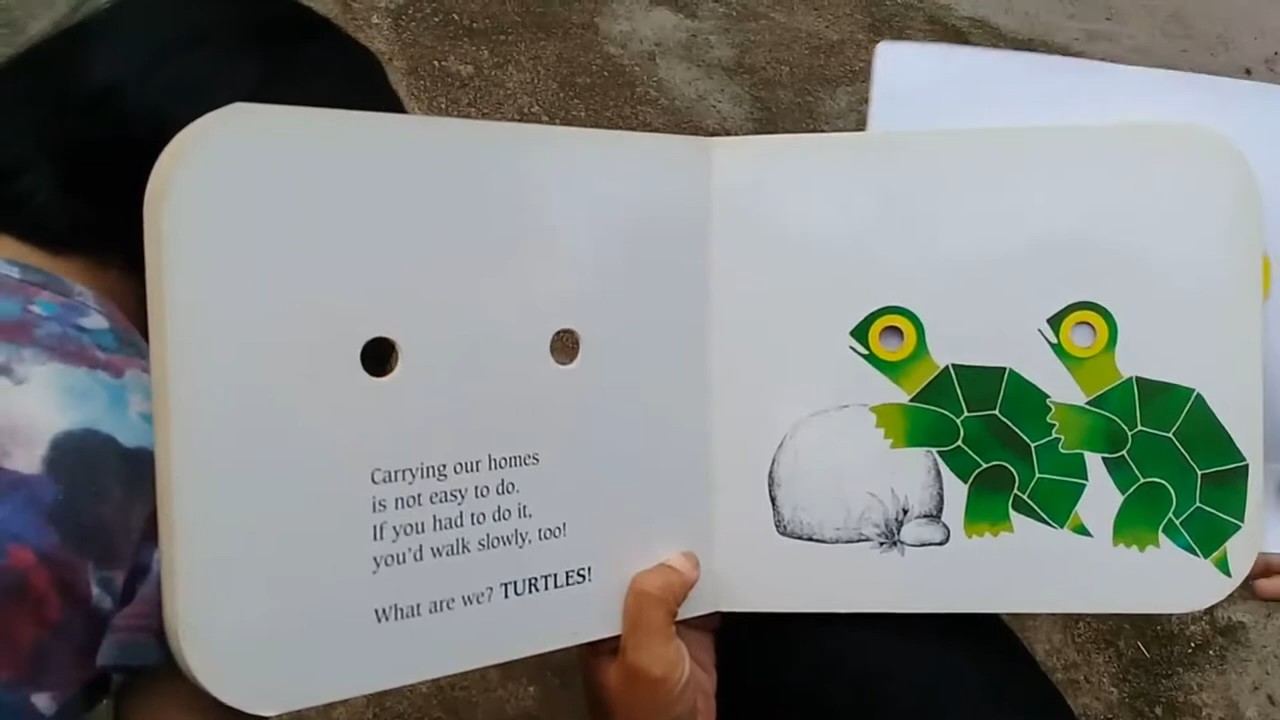 Carrying our homes
is not easy to do.
If you had to do it,
you'd walk slowly, too!
What are we? TURTLES!